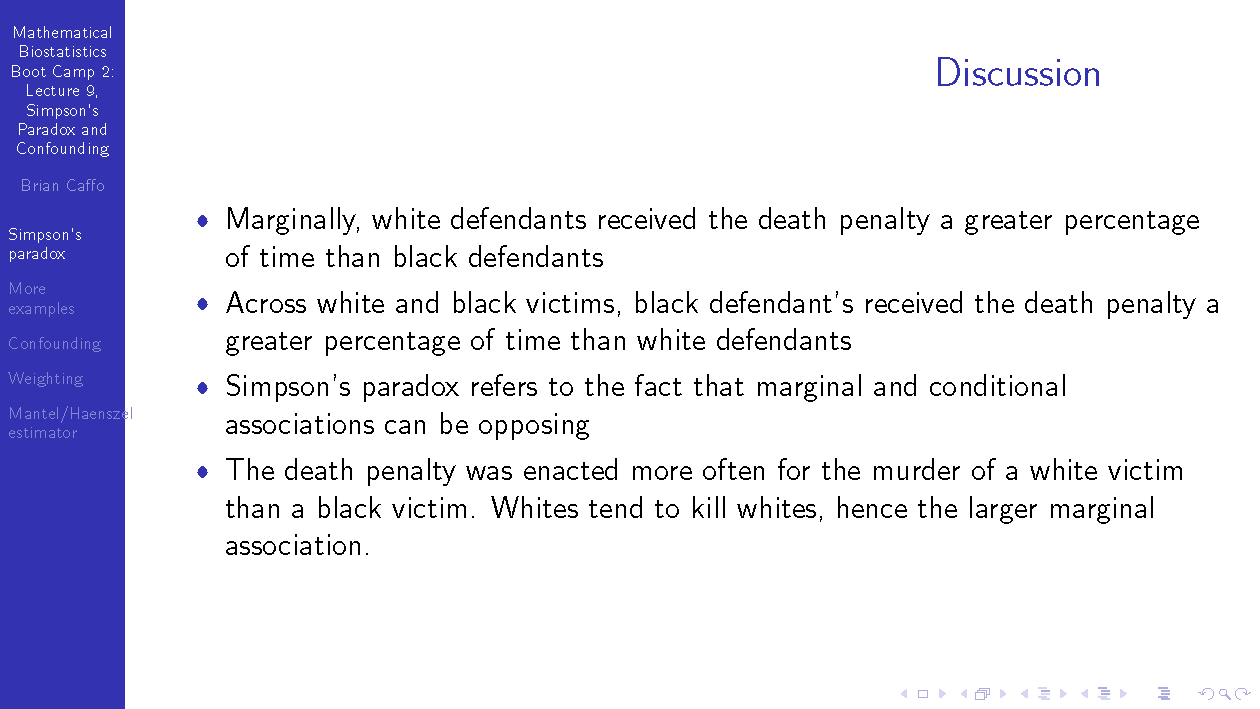 Mathematical
Biostatistics
Boot Camp 2:
Lecture 9,
Simpson's
Paradox and
Confounding
Brian Caffo
Simpson's
paradox
More
examples
Confounding
Weighting
Mantel/Haenszel
estimator
Discussion
• Marginally, white defendants received the death penalty a greater percentage
of time than black defendants
• Across white and black victims, black defendant's received the death penalty a
greater percentage of time than white defendants
• Simpson's paradox refers to the fact that marginal and conditional
associations can be opposing
• The death penalty was enacted more often for the murder of a white victim
than a black victim. Whites tend to kill whites, hence the larger marginal
association.